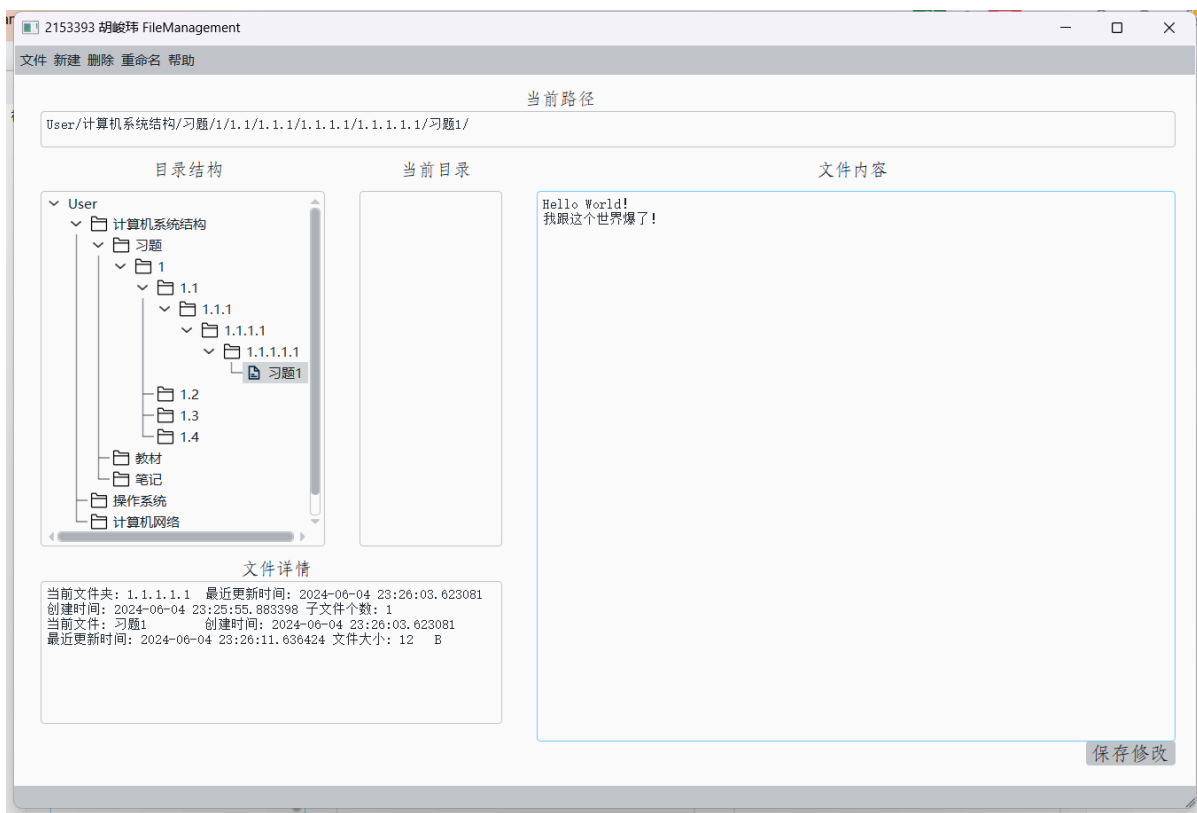 2153393 胡峻玮 FileManagement
文件 新建 删除 重命名 帮助
当前路径
User/计算机系统结构/习题/1/1.1/1.1.1/1.1.1.1/1.1.1.1.1/习题1/
目录结构
当前目录
文件内容
User
计算机系统结构
习题
1
1.1
1.1.1
1.1.1.1
1.1.1.1.1
习题1
1.2
1.3
1.4
教材
笔记
操作系统
计算机网络
Hello World!
我跟这个世界爆了!
文件详情
当前文件夹: 1.1.1.1.1 最近更新时间: 2024-06-04 23:26:03.623081
创建时间: 2024-06-04 23:25:55.883398 子文件个数: 1
当前文件: 习题1 创建时间: 2024-06-04 23:26:03.623081
最近更新时间: 2024-06-04 23:26:11.636424 文件大小: 12 B
保存修改